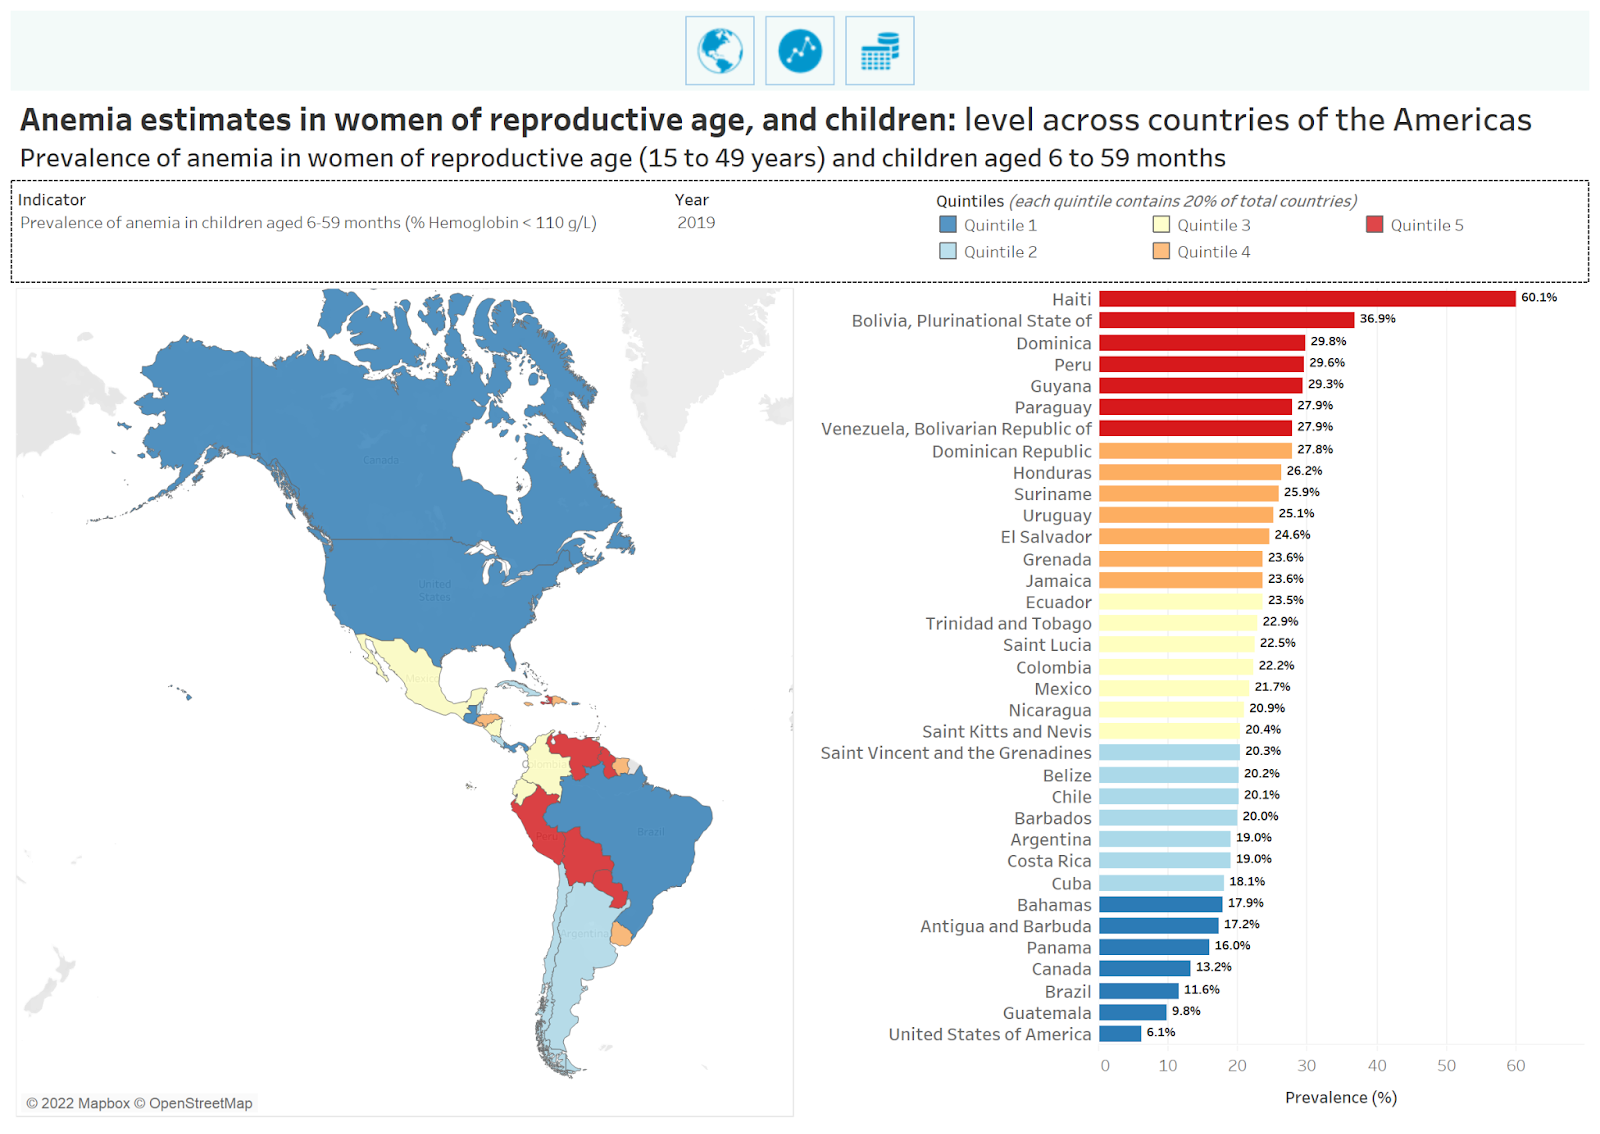 Anemia estimates in women of reproductive age, and children: level across countries of the Americas
Prevalence of anemia in women of reproductive age (15 to 49 years) and children aged 6 to 59 months
Indicator
Prevalence of anemia in children aged 6-59 months (% Hemoglobin < 110 g/L)
Year
2019
Quintiles (each quintile contains 20% of total countries)
Quintile 1
Quintile 3
Quintile 5
Quintile 2
Quintile 4
Canada
United
States
Mexico
Colombia
Peru
Brazil
Argentina
© 2022 Mapbox © OpenStreetMap
Haiti 60.1%
Bolivia, Plurinational State of 36.9%
Dominica 29.8%
Peru 29.6%
Guyana 29.3%
Paraguay 27.9%
Venezuela, Bolivarian Republic of 27.9%
Dominican Republic 27.8%
Honduras 26.2%
Suriname 25.9%
Uruguay 25.1%
El Salvador 24.6%
Grenada 23.6%
Jamaica 23.6%
Ecuador 23.5%
Trinidad and Tobago 22.9%
Saint Lucia 22.5%
Colombia 22.2%
Mexico 21.7%
Nicaragua 20.9%
Saint Kitts and Nevis 20.4%
Saint Vincent and the Grenadines 20.3%
Belize 20.2%
Chile 20.1%
Barbados 20.0%
Argentina 19.0%
Costa Rica 19.0%
Cuba 18.1%
Bahamas 17.9%
Antigua and Barbuda 17.2%
Panama 16.0%
Canada 13.2%
Brazil 11.6%
Guatemala 9.8%
United States of America 6.1%
0 10 20 30 40 50 60
Prevalence (%)